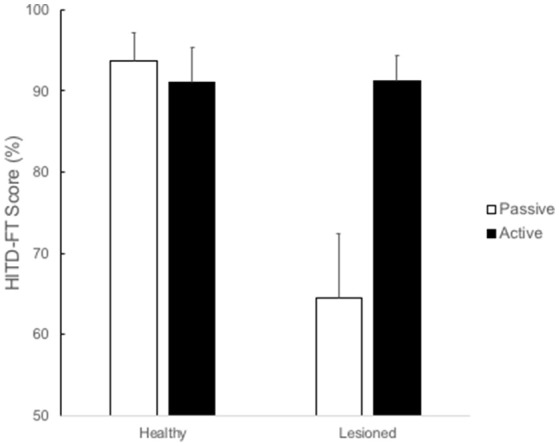 100
90
80
70
60
50
HITD-FT Score (%)
Healthy
Lesioned
Passive
Active